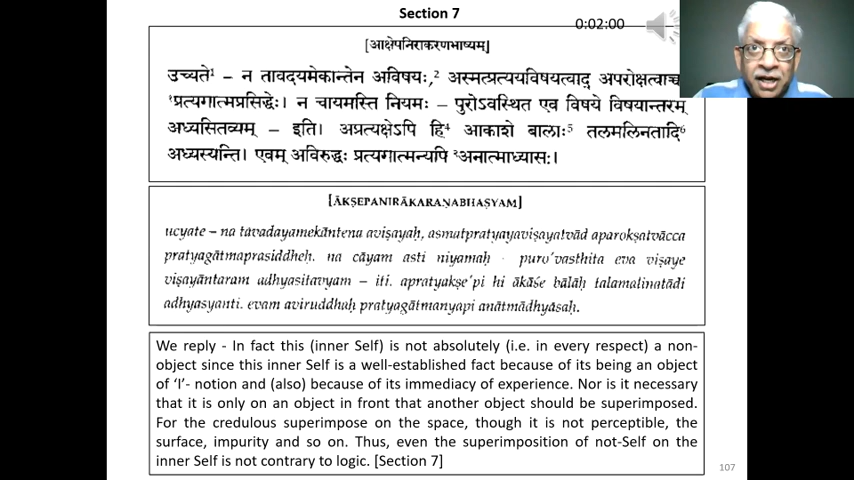 Section 7
0:02:00
[आक्षेपनिराकरणभाष्यम्]
उच्यते¹ – न तावदयमेकान्तेन अविषयः,² अस्मत्प्रत्ययविषयत्वाद् अपरोक्षत्वाच्च
³प्रत्यगात्मप्रसिद्धेः। न चायमस्ति नियमः – पुरोऽवस्थित एव विषये विषयान्तरम्
अध्यसितव्यम् – इति। अप्रत्यक्षेऽपि हि⁴ आकाशे बालाः⁵ तलमलिनतादि⁶
अध्यस्यन्ति। एवम् अविरुद्धः प्रत्यगात्मन्यपि अनात्माध्यासः।
[ĀKṢEPANIRĀKARAṆABHĀṢYAM]
ucyate – na tāvadayamekāntena aviṣayaḥ, asmatpratyayaviṣayatvād aparokṣatvācca
pratyagātmaprasiddheḥ. na cāyam asti niyamaḥ - puro'vasthita eva viṣaye
viṣayāntaram adhyasitavyam – iti. apratyakṣe'pi hi ākāśe bālāḥ talamalinatādi
adhyasyanti. evam aviruddhaḥ pratyagātmanyapi anātmādhyāsaḥ.
We reply - In fact this (inner Self) is not absolutely (i.e. in every respect) a non-
object since this inner Self is a well-established fact because of its being an object
of ‘I’- notion and (also) because of its immediacy of experience. Nor is it necessary
that it is only on an object in front that another object should be superimposed.
For the credulous superimpose on the space, though it is not perceptible, the
surface, impurity and so on. Thus, even the superimposition of not-Self on the
inner Self is not contrary to logic. [Section 7]
107